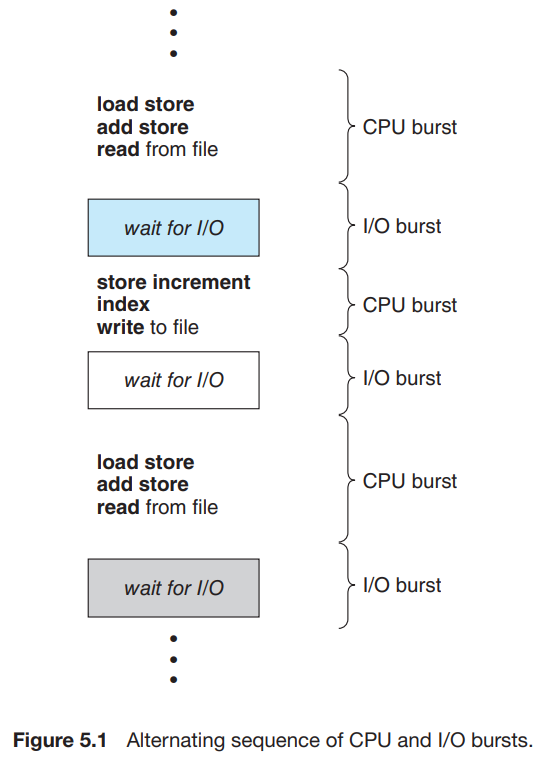 load store
add store
read from file
CPU burst
wait for I/O
I/O burst
store increment
index
write to file
CPU burst
wait for I/O
I/O burst
load store
add store
read from file
CPU burst
wait for I/O
I/O burst
Figure 5.1 Alternating sequence of CPU and I/O bursts.